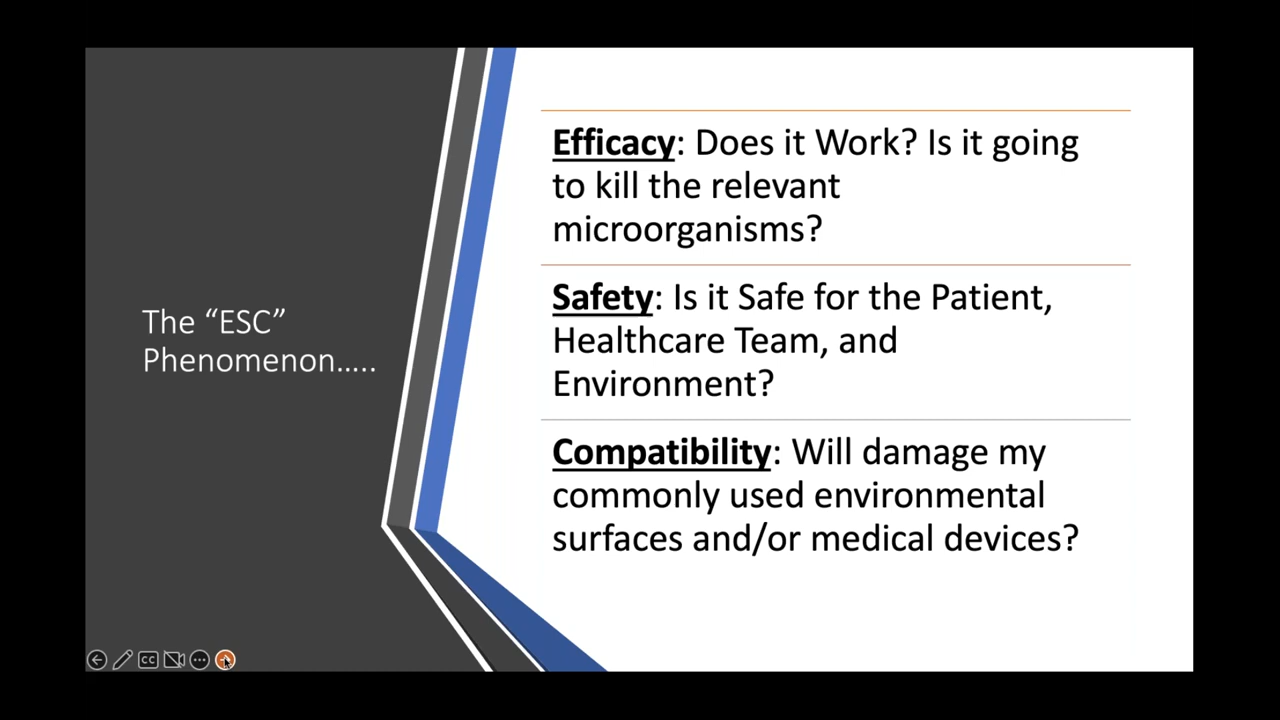 The “ESC”
Phenomenon.....
Efficacy: Does it Work? Is it going
to kill the relevant
microorganisms?
Safety: Is it Safe for the Patient,
Healthcare Team, and
Environment?
Compatibility: Will damage my
commonly used environmental
surfaces and/or medical devices?
CC